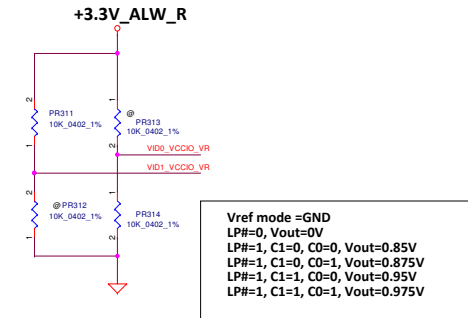 +3.3V_ALW_R
2
1
PR311
10K_0402_1%
1
@
PR313
10K_0402_1%
2
VID0_VCCIO_VR
VID1_VCCIO_VR
2
@ PR312
10K_0402_1%
1
1
PR314
10K_0402_1%
2
Vref mode =GND
LP#=0, Vout=0V
LP#=1, C1=0, C0=0, Vout=0.85V
LP#=1, C1=0, C0=1, Vout=0.875V
LP#=1, C1=1, C0=0, Vout=0.95V
LP#=1, C1=1, C0=1, Vout=0.975V